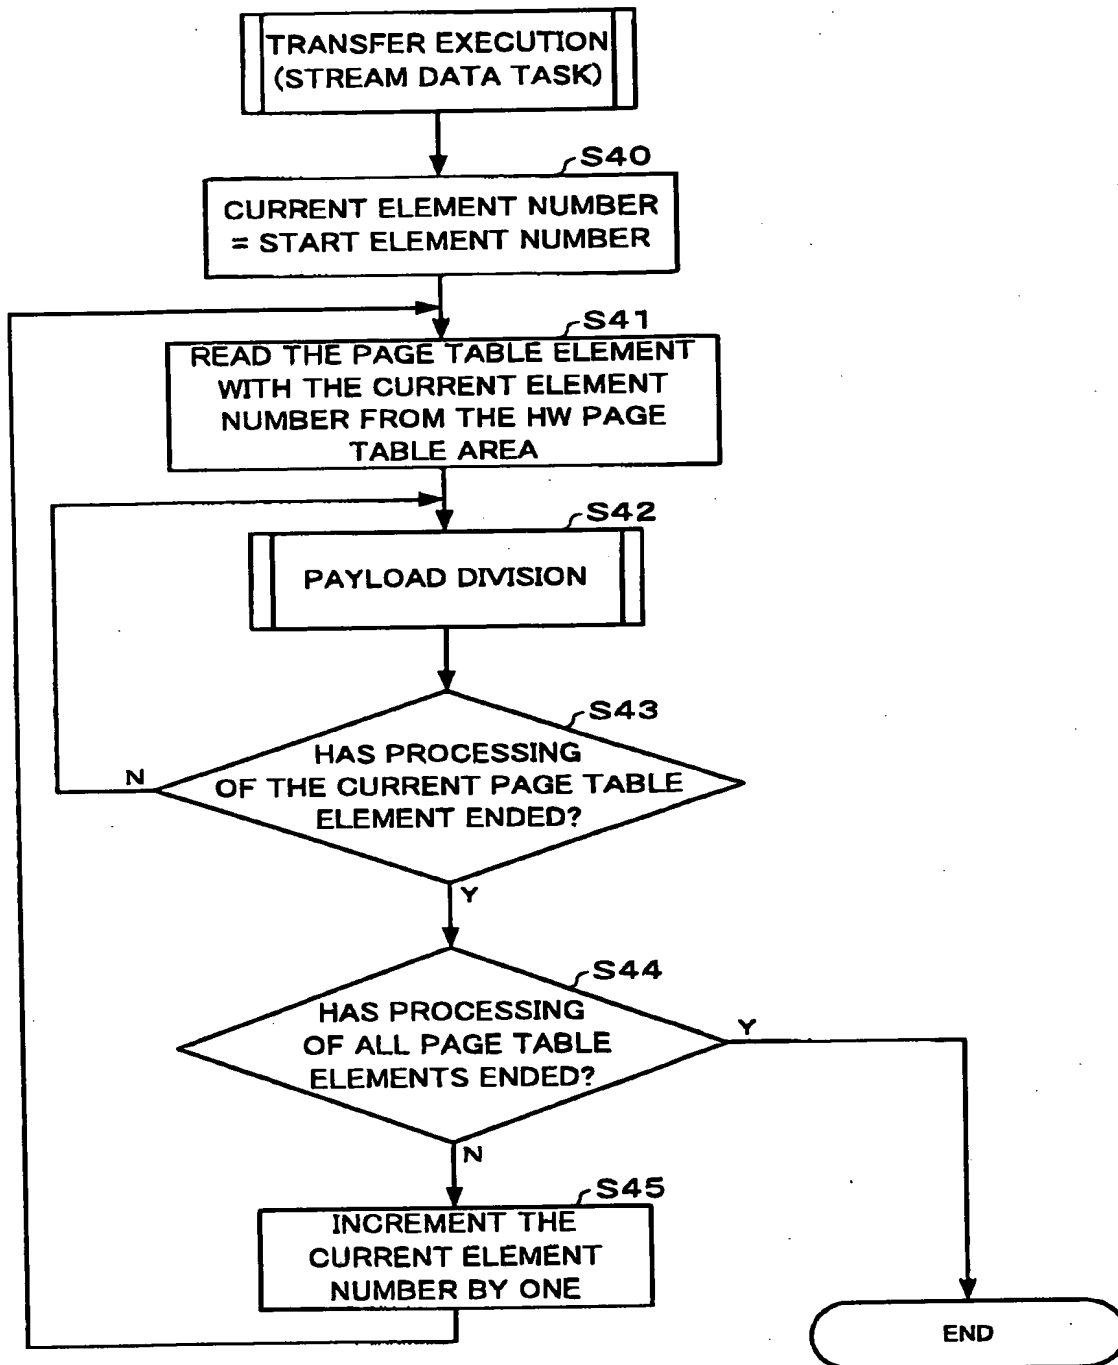 TRANSFER EXECUTION
(STREAM DATA TASK)
S40
CURRENT ELEMENT NUMBER
= START ELEMENT NUMBER
S41
READ THE PAGE TABLE ELEMENT
WITH THE CURRENT ELEMENT
NUMBER FROM THE HW PAGE
TABLE AREA
S42
PAYLOAD DIVISION
S43
HAS PROCESSING
OF THE CURRENT PAGE TABLE
ELEMENT ENDED?
N
Y
S44
HAS PROCESSING
OF ALL PAGE TABLE
ELEMENTS ENDED?
Y
N
S45
INCREMENT THE
CURRENT ELEMENT
NUMBER BY ONE
END